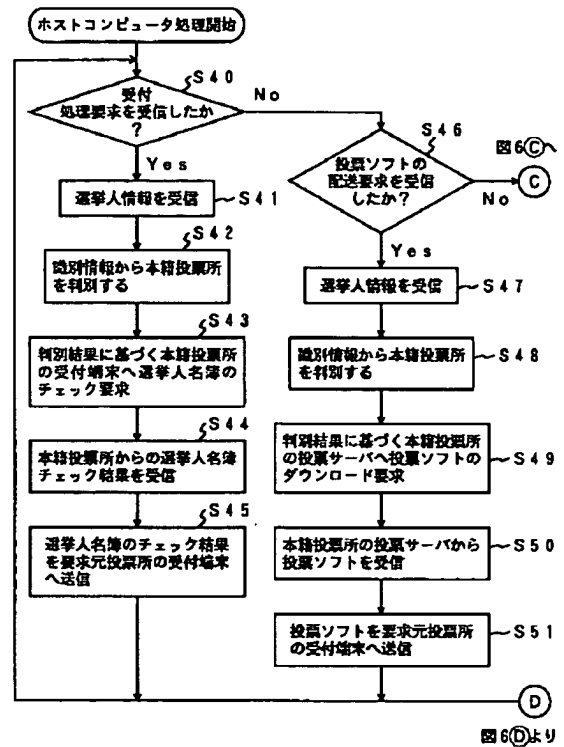 ホストコンピュータ処理開始
S40
受付
処理要求を受信したか
?
No
Yes
選挙人情報を受信
S41
S42
識別情報から本籍投票所
を判別する
S43
判別結果に基づく本籍投票所
の受付端末へ選挙人名簿の
チェック要求
S44
本籍投票所からの選挙人名簿
チェック結果を受信
S45
選挙人名簿のチェック結果
を要求元投票所の受付端末
へ送信
S46
投票ソフトの
配送要求を受信
したか?
図6Ⓒへ
C
No
Yes
選挙人情報を受信
S47
識別情報から本籍投票所
を判別する
S48
判別結果に基づく本籍投票所
の投票サーバへ投票ソフトの
ダウンロード要求
S49
本籍投票所の投票サーバから
投票ソフトを受信
S50
投票ソフトを要求元投票所
の受付端末へ送信
S51
D
図6Ⓓより